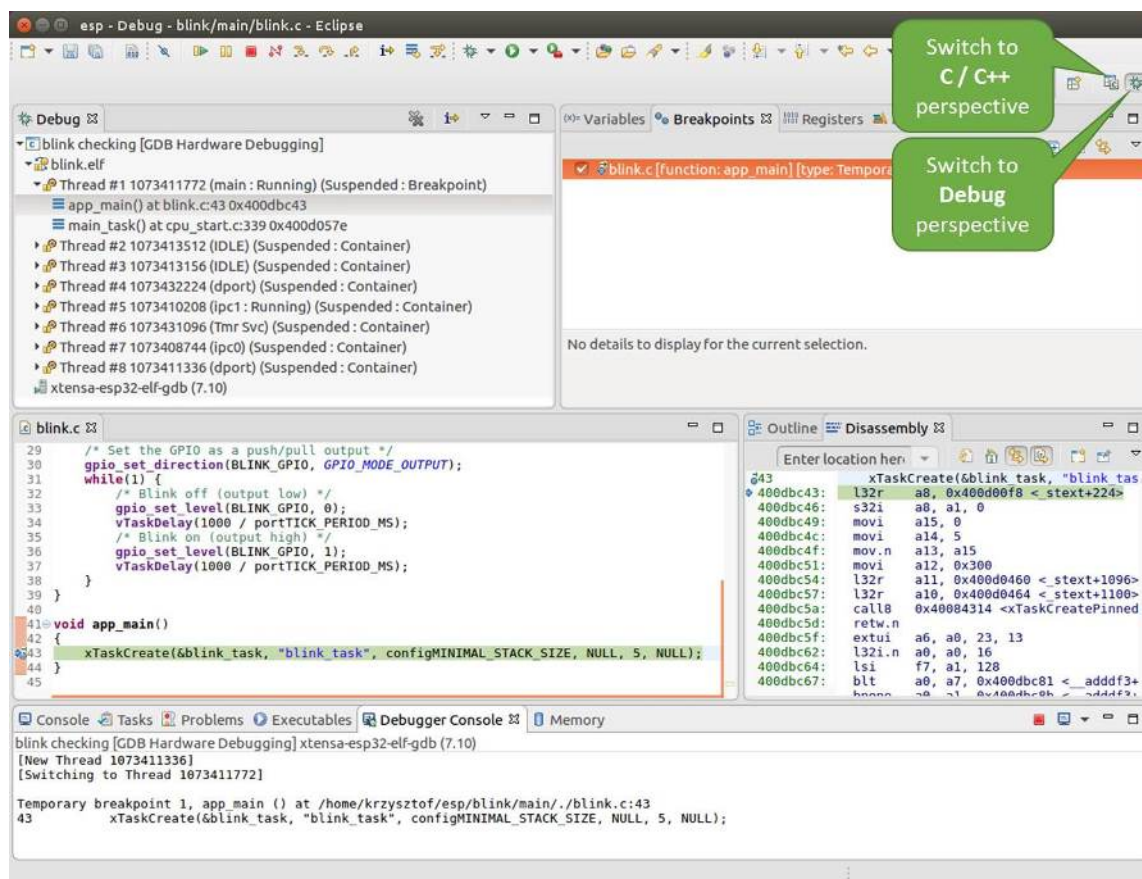 esp - Debug - blink/main/blink.c - Eclipse
Switch to
C / C++
perspective
Debug
(x)= Variables Breakpoints Registers
blink checking [GDB Hardware Debugging]
blink.elf
Thread #1 1073411772 (main : Running) (Suspended : Breakpoint)
app_main() at blink.c:43 0x400dbc43
main_task() at cpu_start.c:339 0x400d057e
Thread #2 1073413512 (IDLE) (Suspended : Container)
Thread #3 1073413156 (IDLE) (Suspended : Container)
Thread #4 1073432224 (dport) (Suspended : Container)
Thread #5 1073410208 (ipc1 : Running) (Suspended : Container)
Thread #6 1073431096 (Tmr Svc) (Suspended : Container)
Thread #7 1073408744 (ipc0) (Suspended : Container)
Thread #8 1073411336 (dport) (Suspended : Container)
xtensa-esp32-elf-gdb (7.10)
blink.c [function: app_main] [type: Tempora
Switch to
Debug
perspective
No details to display for the current selection.
blink.c
29 /* Set the GPIO as a push/pull output */
30 gpio_set_direction(BLINK_GPIO, GPIO_MODE_OUTPUT);
31 while(1) {
32 /* Blink off (output low) */
33 gpio_set_level(BLINK_GPIO, 0);
34 vTaskDelay(1000 / portTICK_PERIOD_MS);
35 /* Blink on (output high) */
36 gpio_set_level(BLINK_GPIO, 1);
37 vTaskDelay(1000 / portTICK_PERIOD_MS);
38 }
39 }
40
41 void app_main()
42 {
43 xTaskCreate(&blink_task, "blink_task", configMINIMAL_STACK_SIZE, NULL, 5, NULL);
44 }
45
Outline Disassembly
Enter location her
43 xTaskCreate(&blink_task, "blink_tas
400dbc43: l32r a8, 0x400d00f8 <_stext+224>
400dbc46: s32i a8, a1, 0
400dbc49: movi a15, 0
400dbc4c: movi a14, 5
400dbc4f: mov.n a13, a15
400dbc51: movi a12, 0x300
400dbc54: l32r a11, 0x400d0460 <_stext+1096>
400dbc57: l32r a10, 0x400d0464 <_stext+1100>
400dbc5a: call8 0x40084314 <xTaskCreatePinned
400dbc5d: retw.n
400dbc5f: extui a6, a0, 23, 13
400dbc62: l32i.n a0, a0, 16
400dbc64: lsi f7, a1, 128
400dbc67: blt a0, a7, 0x400dbc81 <__adddf3+
Console Tasks Problems Executables Debugger Console Memory
blink checking [GDB Hardware Debugging] xtensa-esp32-elf-gdb (7.10)
[New Thread 1073411336]
[Switching to Thread 1073411772]
Temporary breakpoint 1, app_main () at /home/krzysztof/esp/blink/main/./blink.c:43
43 xTaskCreate(&blink_task, "blink_task", configMINIMAL_STACK_SIZE, NULL, 5, NULL);